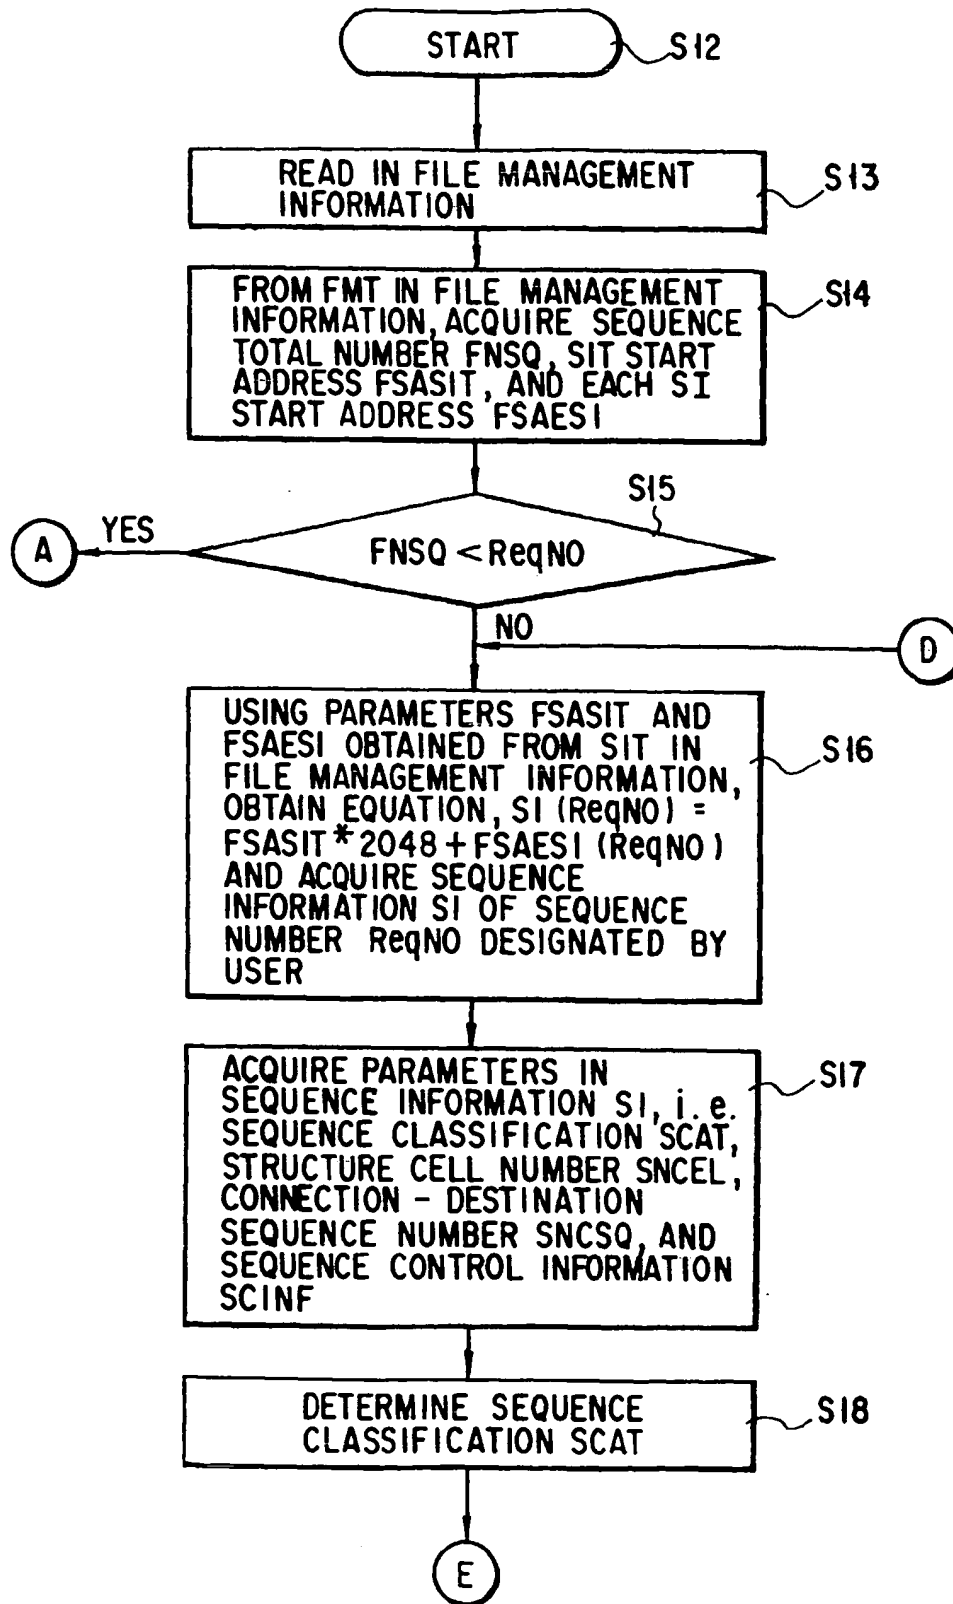 START
S12
READ IN FILE MANAGEMENT
INFORMATION
S13
FROM FMT IN FILE MANAGEMENT
INFORMATION, ACQUIRE SEQUENCE
TOTAL NUMBER FNSQ, SIT START
ADDRESS FSASIT, AND EACH SI
START ADDRESS FSAESI
S14
S15
A
YES
FNSQ < ReqNO
NO
D
USING PARAMETERS FSASIT AND
FSAESI OBTAINED FROM SIT IN
FILE MANAGEMENT INFORMATION,
OBTAIN EQUATION, SI (ReqNO) =
FSASIT * 2048 + FSAESI (ReqNO)
AND ACQUIRE SEQUENCE
INFORMATION SI OF SEQUENCE
NUMBER ReqNO DESIGNATED BY
USER
S16
ACQUIRE PARAMETERS IN
SEQUENCE INFORMATION SI, i.e.
SEQUENCE CLASSIFICATION SCAT,
STRUCTURE CELL NUMBER SNCEL,
CONNECTION - DESTINATION
SEQUENCE NUMBER SNCSQ, AND
SEQUENCE CONTROL INFORMATION
SCINF
S17
DETERMINE SEQUENCE
CLASSIFICATION SCAT
S18
E